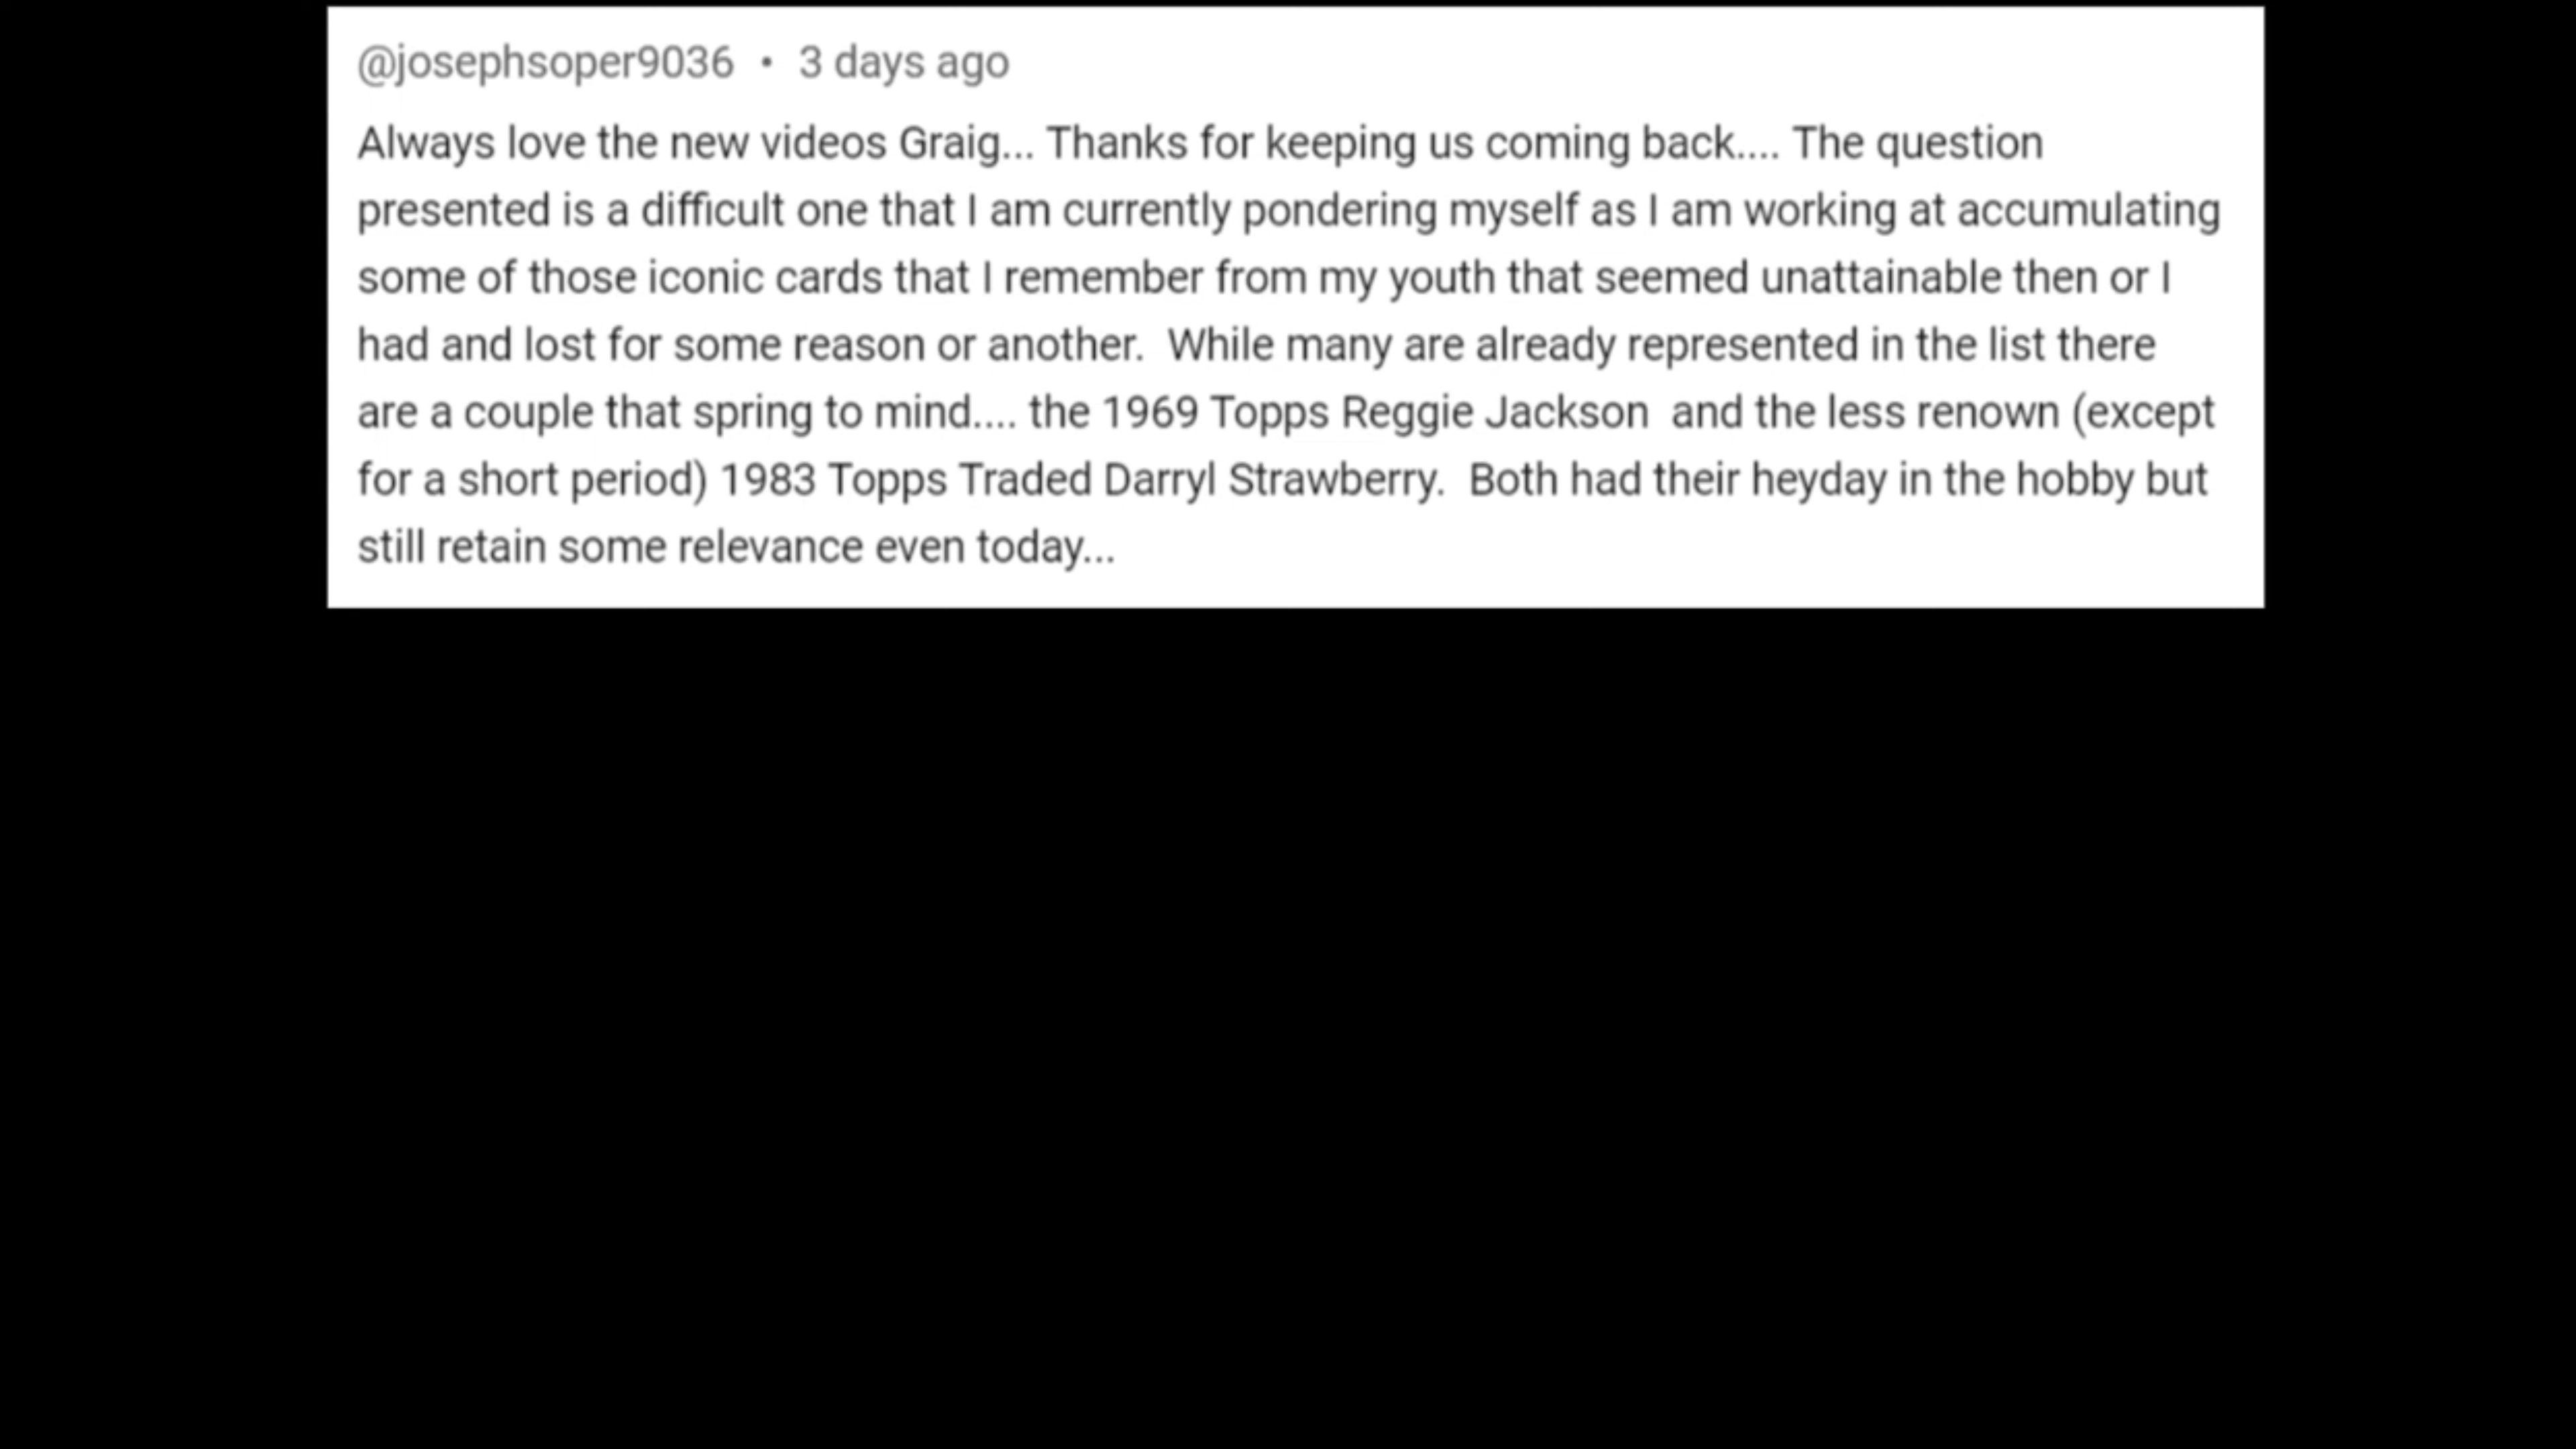 @josephsoper9036 • 3 days ago
Always love the new videos Graig... Thanks for keeping us coming back.... The question
presented is a difficult one that I am currently pondering myself as I am working at accumulating
some of those iconic cards that I remember from my youth that seemed unattainable then or I
had and lost for some reason or another.  While many are already represented in the list there
are a couple that spring to mind.... the 1969 Topps Reggie Jackson  and the less renown (except
for a short period) 1983 Topps Traded Darryl Strawberry.  Both had their heyday in the hobby but
still retain some relevance even today...